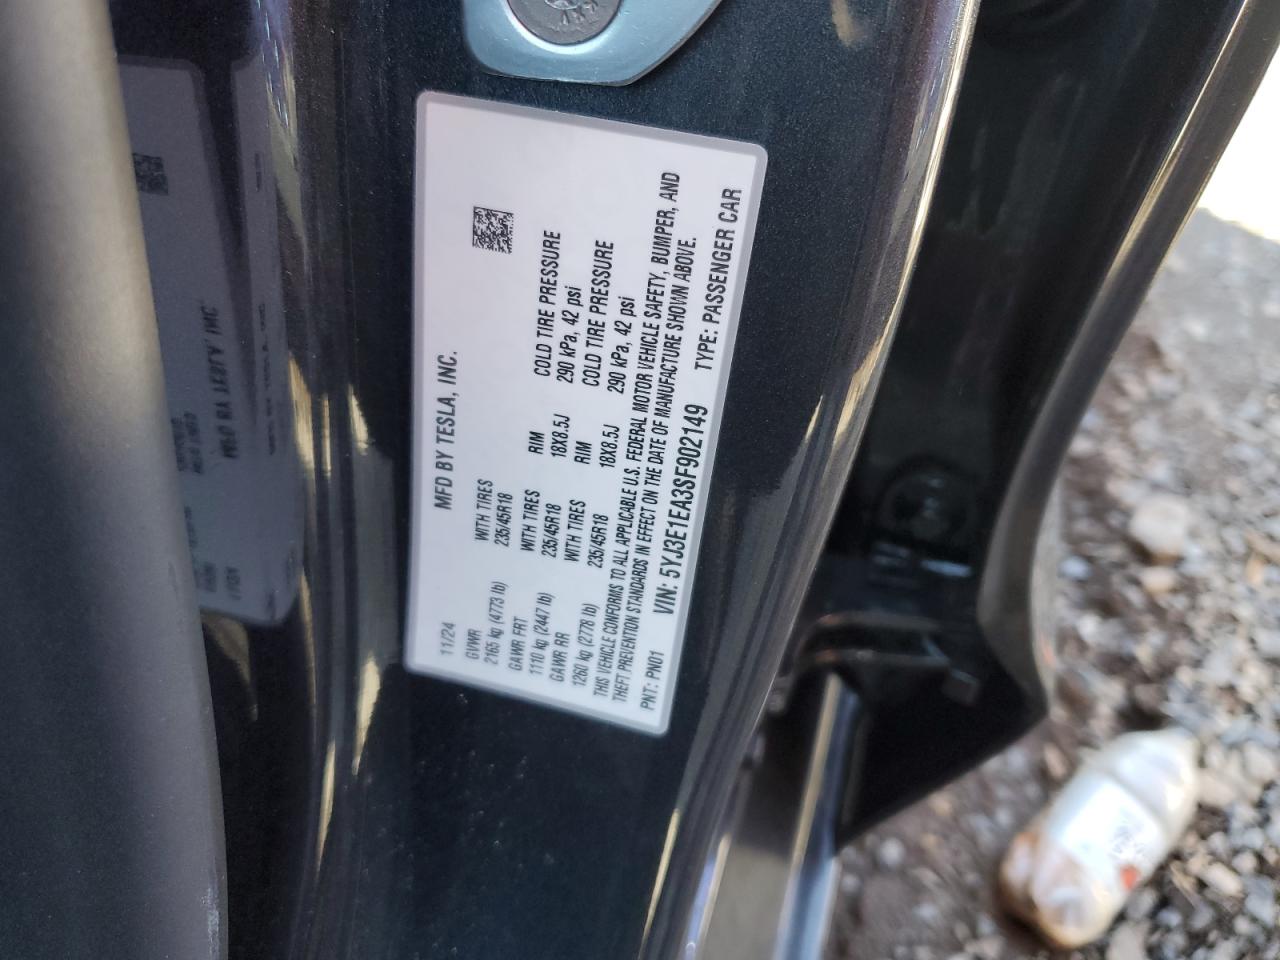 MFD BY TESLA, INC.
11/24
GVWR
2165 kg (4773 lb)
WITH TIRES
235/45R18
GAWR FRT
1110 kg (2447 lb)
WITH TIRES
235/45R18
RIM
18X8.5J
COLD TIRE PRESSURE
290 kPa, 42 psi
GAWR RR
1260 kg (2778 lb)
WITH TIRES
235/45R18
RIM
18X8.5J
COLD TIRE PRESSURE
290 kPa, 42 psi
THIS VEHICLE CONFORMS TO ALL APPLICABLE U.S. FEDERAL MOTOR VEHICLE SAFETY, BUMPER, AND
THEFT PREVENTION STANDARDS IN EFFECT ON THE DATE OF MANUFACTURE SHOWN ABOVE.
PNT: PN01 VIN: 5YJ3E1EA3SF902149 TYPE: PASSENGER CAR